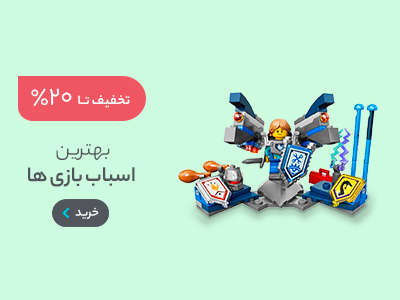 تخفیف تا ۲۰%
بهترین
اسباب بازی ها
خرید